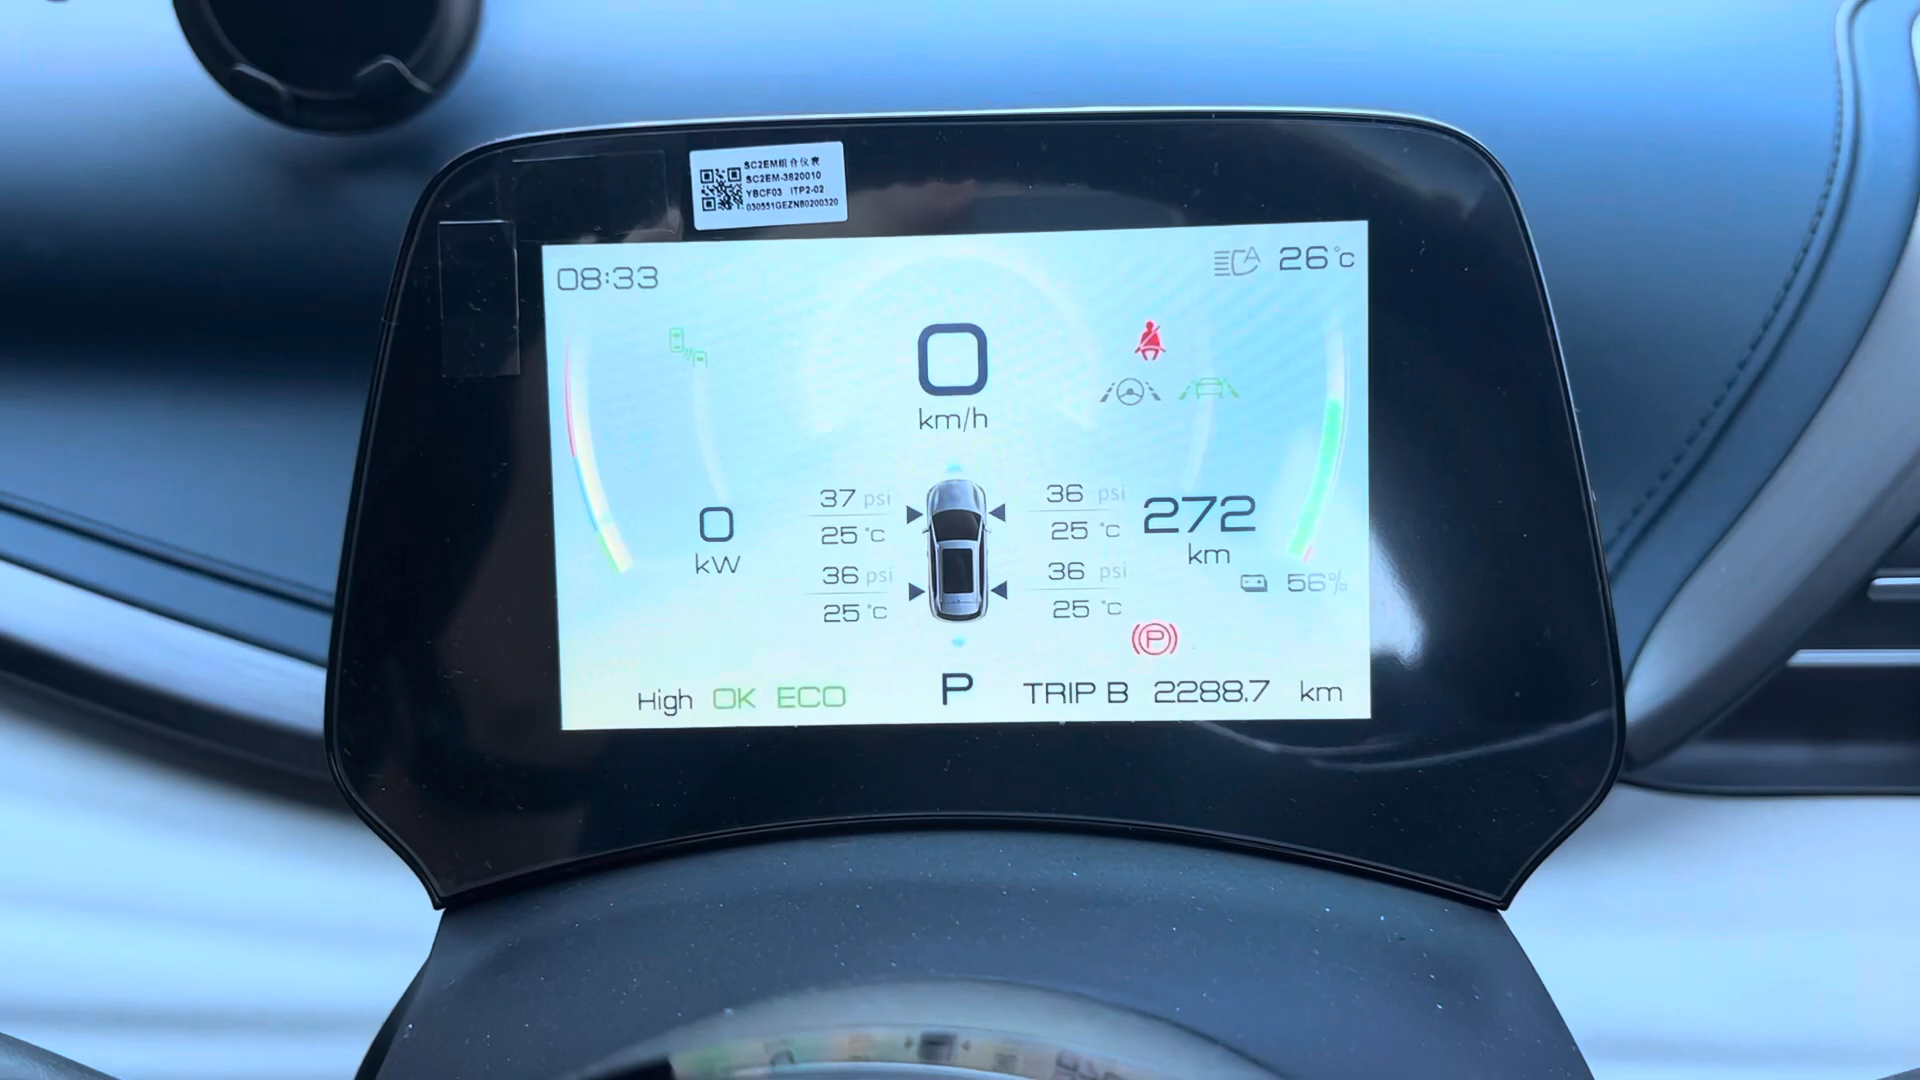 SC2EM组合仪表
SC2EM-3820010
YBCF03 ITP2-02
030551GEZN80200320
08:33
A 26°C
0
km/h
37 psi
25 °C
36 psi
25 °C
272
km
0
kW
36 psi
25 °C
36 psi
25 °C
56%
P
High OK ECO P TRIP B 2288.7 km